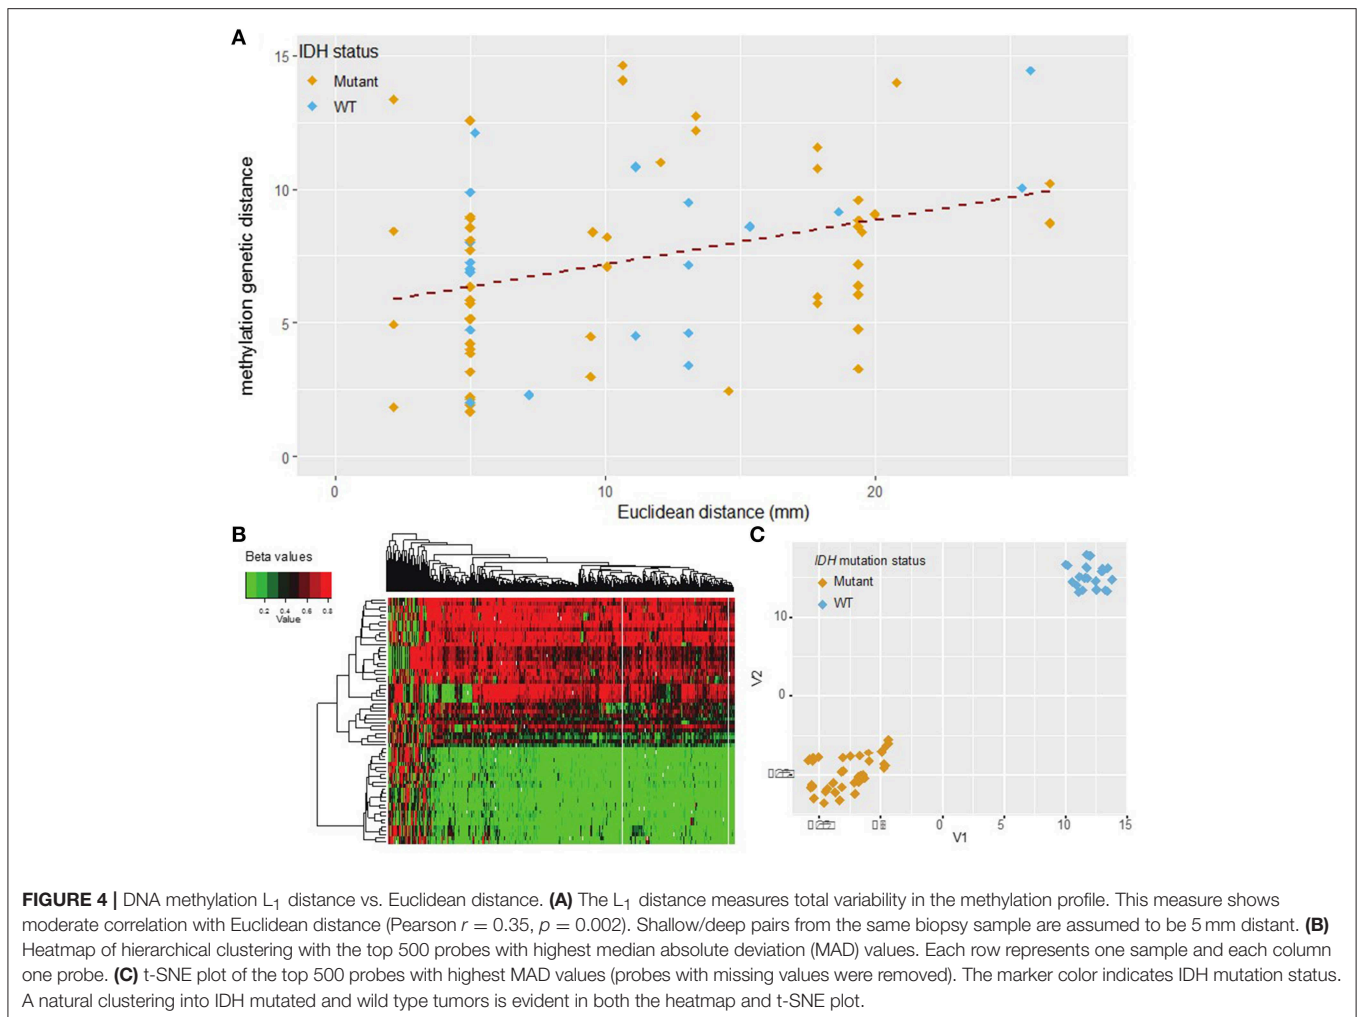 A
IDH status
Mutant
WT
15
10
5
0
methylation genetic distance
0
10
20
Euclidean distance (mm)
B
Beta values
0.2 0.4 0.6 0.8
Value
C
IDH mutation status
Mutant
WT
10
0
V2
0
5
10
15
V1
FIGURE 4 | DNA methylation L1 distance vs. Euclidean distance. (A) The L1 distance measures total variability in the methylation profile. This measure shows
moderate correlation with Euclidean distance (Pearson r = 0.35, p = 0.002). Shallow/deep pairs from the same biopsy sample are assumed to be 5 mm distant. (B)
Heatmap of hierarchical clustering with the top 500 probes with highest median absolute deviation (MAD) values. Each row represents one sample and each column
one probe. (C) t-SNE plot of the top 500 probes with highest MAD values (probes with missing values were removed). The marker color indicates IDH mutation status.
A natural clustering into IDH mutated and wild type tumors is evident in both the heatmap and t-SNE plot.